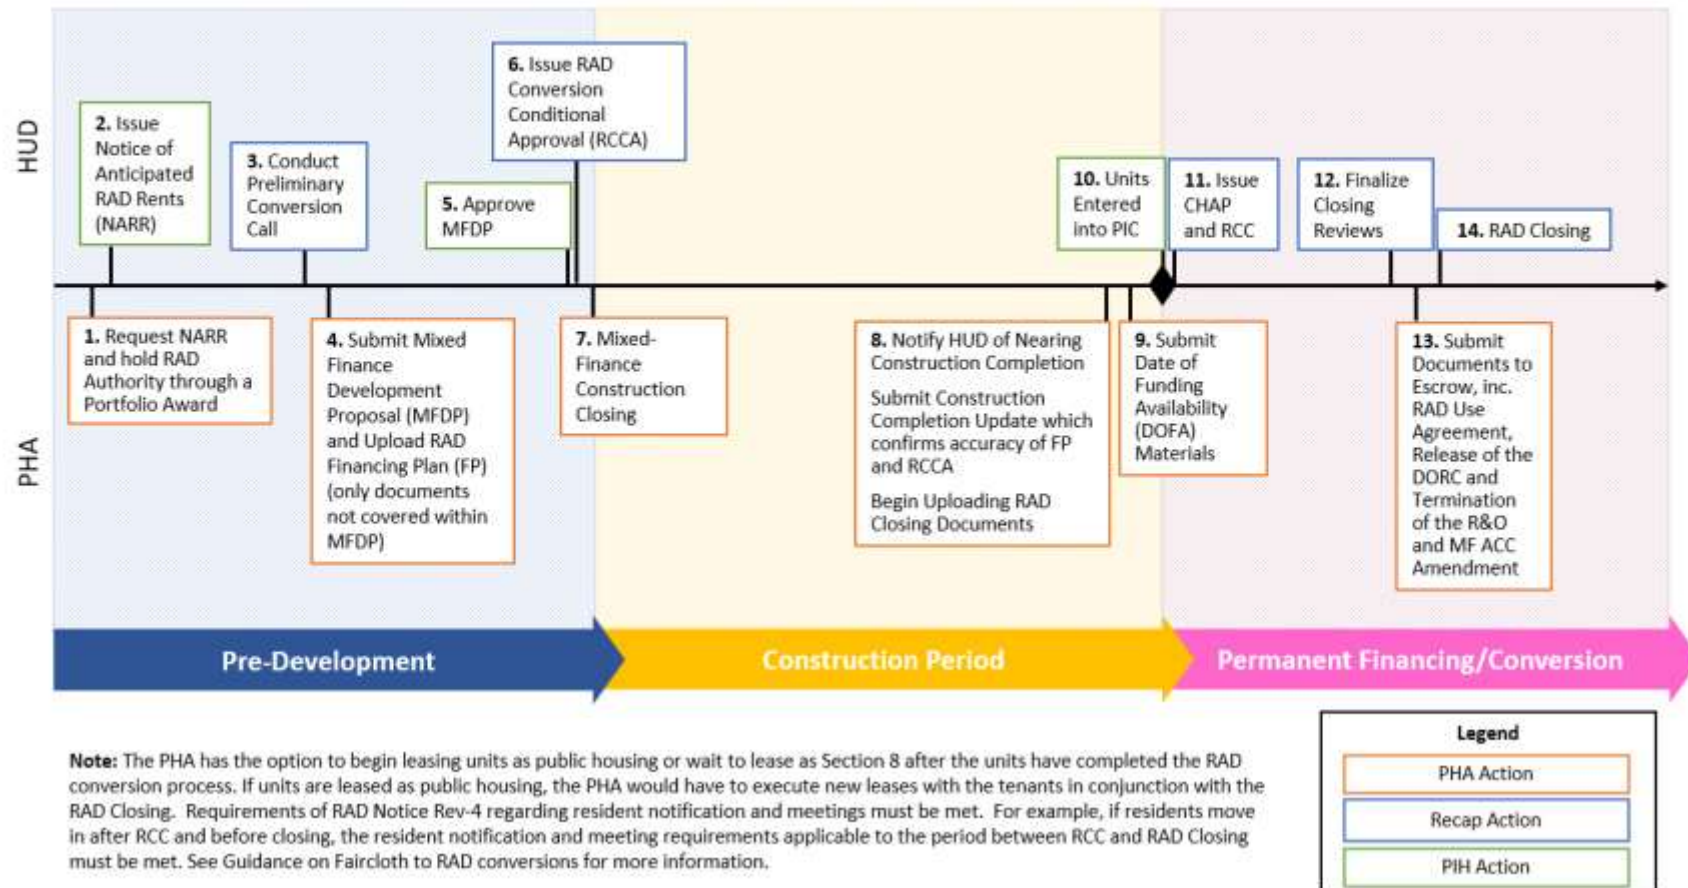 HUD
2. Issue
Notice of
Anticipated
RAD Rents
(NARR)
3. Conduct
Preliminary
Conversion
Call
5. Approve
MFDP
6. Issue RAD
Conversion
Conditional
Approval (RCCA)
10. Units
Entered
into PIC
11. Issue
CHAP
and RCC
12. Finalize
Closing
Reviews
14. RAD Closing
PHA
1. Request NARR
and hold RAD
Authority through a
Portfolio Award
4. Submit Mixed
Finance
Development
Proposal (MFDP)
and Upload RAD
Financing Plan (FP)
(only documents
not covered within
MFDP)
7. Mixed-
Finance
Construction
Closing
8. Notify HUD of Nearing
Construction Completion
Submit Construction
Completion Update which
confirms accuracy of FP
and RCCA
Begin Uploading RAD
Closing Documents
9. Submit
Date of
Funding
Availability
(DOFA)
Materials
13. Submit
Documents to
Escrow, inc.
RAD Use
Agreement,
Release of the
DORC and
Termination
of the R&O
and MF ACC
Amendment
Pre-Development
Construction Period
Permanent Financing/Conversion
Note: The PHA has the option to begin leasing units as public housing or wait to lease as Section 8 after the units have completed the RAD
conversion process. If units are leased as public housing, the PHA would have to execute new leases with the tenants in conjunction with the
RAD Closing. Requirements of RAD Notice Rev-4 regarding resident notification and meetings must be met. For example, if residents move
in after RCC and before closing, the resident notification and meeting requirements applicable to the period between RCC and RAD Closing
must be met. See Guidance on Faircloth to RAD conversions for more information.
Legend
PHA Action
Recap Action
PIH Action